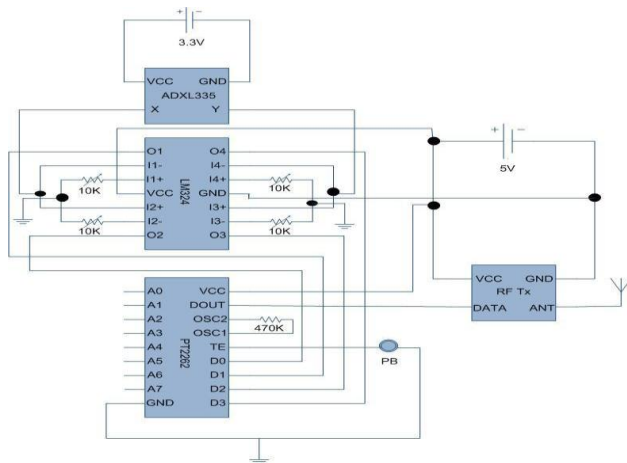 + −
3.3V
VCC GND
ADXL335
X Y
O1 O4
I1- I4-
I1+ I4+
VCC GND
I2+ I3+
I2- I3-
O2 O3
LM324
10K 10K
10K 10K
+ −
5V
VCC GND
RF Tx
DATA ANT
A0 VCC
A1 DOUT
A2 OSC2
A3 OSC1
A4 TE
A5 D0
A6 D1
A7 D2
GND D3
PT2262
470K
PB